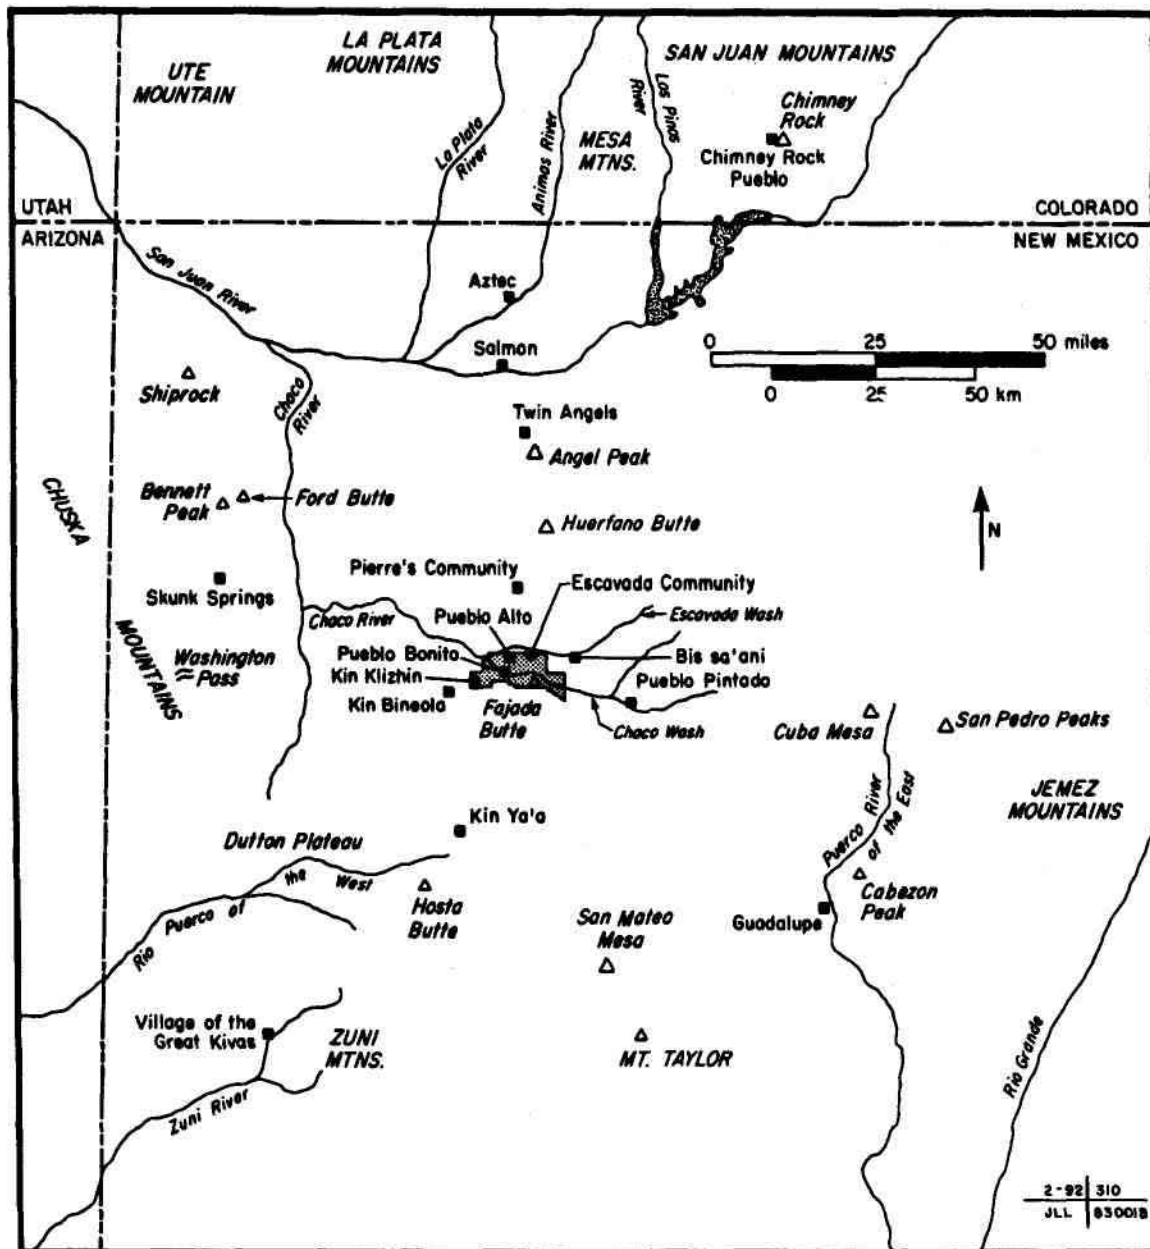 LA PLATA
MOUNTAINS
SAN JUAN MOUNTAINS
UTE
MOUNTAIN
Los Pinos
River
Chimney
Rock
La Plata
River
Animas River
MESA
MTNS.
Chimney Rock
Pueblo
UTAH
ARIZONA
COLORADO
NEW MEXICO
San Juan River
Aztec
Salmon
0 25 50 miles
0 25 50 km
Shiprock
Chaco
River
Twin Angels
Angel Peak
CHUSKA
MOUNTAINS
Bennett
Peak
Ford Butte
Huerfano Butte
N
Pierre's Community
Escavada Community
Skunk Springs
Chaco River
Pueblo Alto
Escavada Wash
Washington
Pass
Pueblo Bonito
Bis sa'ani
Kin Klizhin
Pueblo Pintado
Kin Bineola
Fajada
Butte
Chaco Wash
Cuba Mesa
San Pedro Peaks
JEMEZ
MOUNTAINS
Kin Ya'a
Puerco River
of the East
Dutton Plateau
Rio Puerco of the West
Hosta
Butte
Cabezon
Peak
San Mateo
Mesa
Guadalupe
Village of the
Great Kivas
ZUNI
MTNS.
MT. TAYLOR
Rio Grande
Zuni River
2-92 310
JLL 83001B